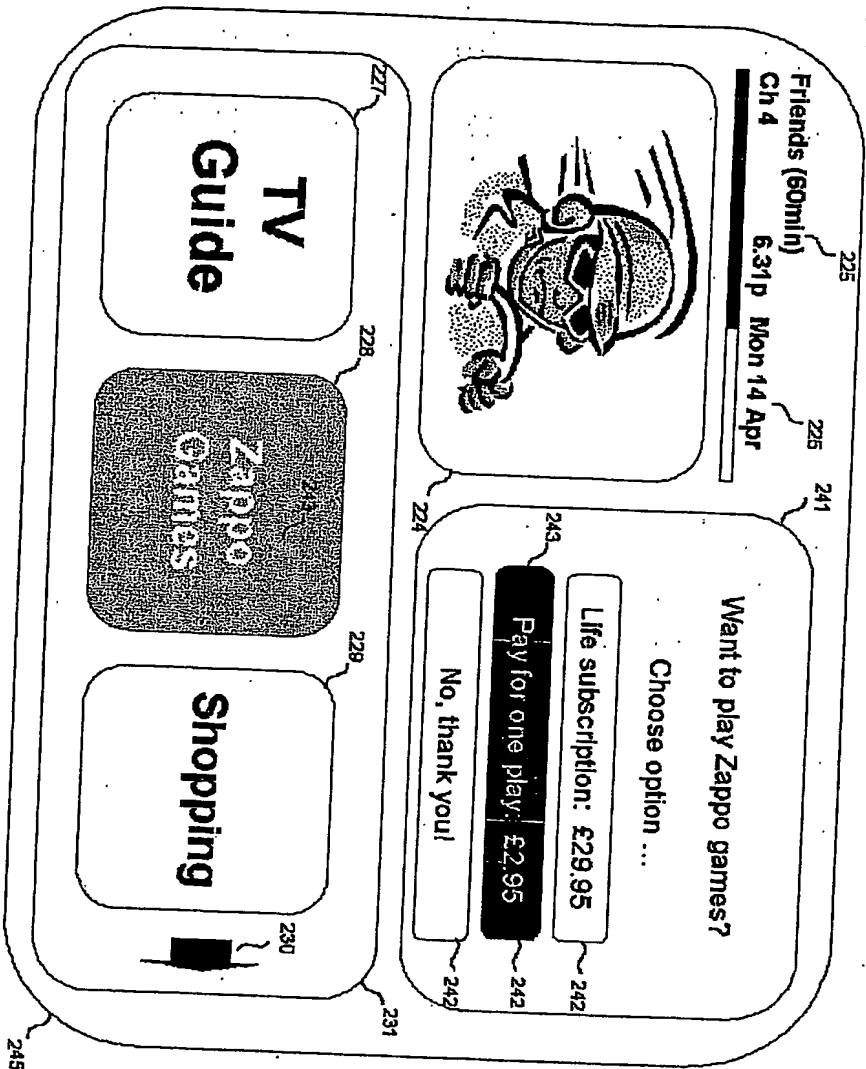 Friends (60min)
225
Ch 4
6.31p Mon 14 Apr
226
224
241
Want to play Zappo games?
Choose option ...
Life subscription: £29.95
242
243
Pay for one play: £2.95
242
No, thank you!
242
227
TV
Guide
228
Zappo
Games
229
Shopping
230
231
245